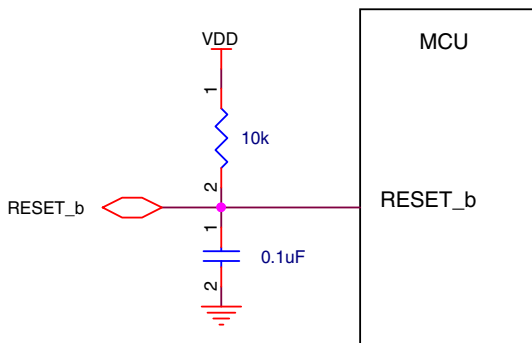 VDD
MCU
1
10k
2
RESET_b
RESET_b
1
0.1uF
2